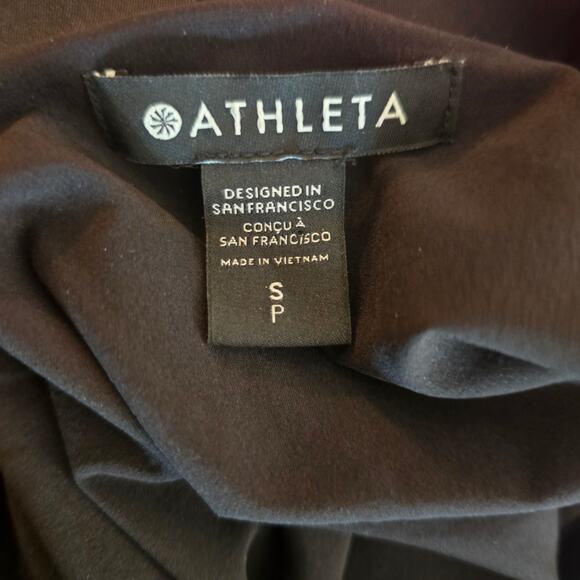 ATHLETA
DESIGNED IN
SAN FRANCISCO
CONÇU À
SAN FRANCISCO
MADE IN VIETNAM
S
P